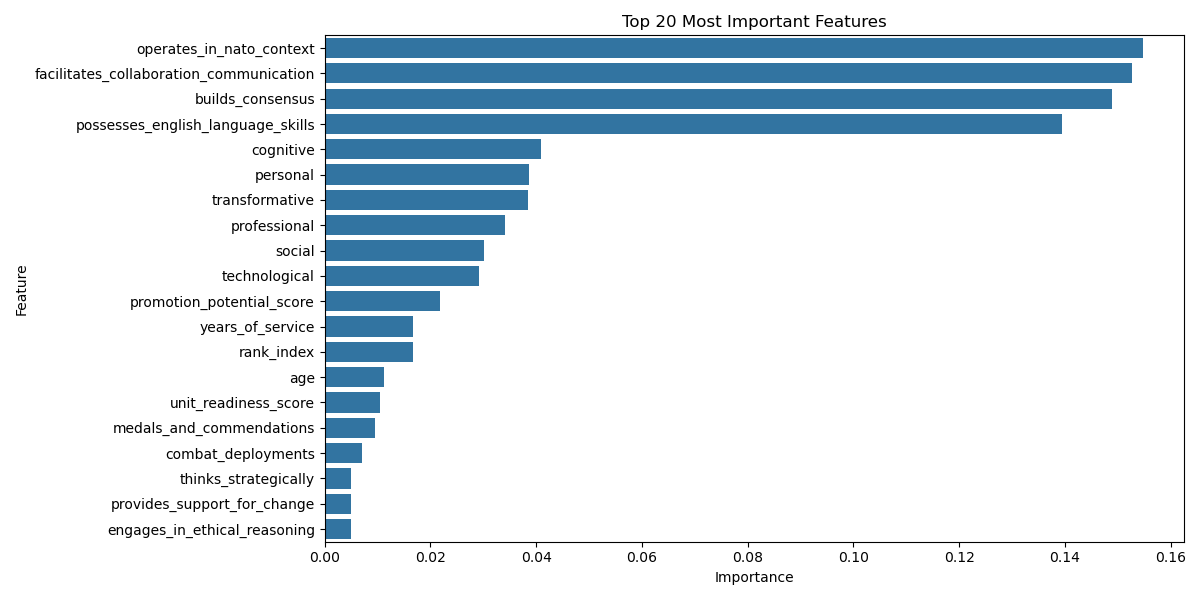 Top 20 Most Important Features
operates_in_nato_context
facilitates_collaboration_communication
builds_consensus
possesses_english_language_skills
cognitive
personal
transformative
professional
social
technological
promotion_potential_score
years_of_service
rank_index
age
unit_readiness_score
medals_and_commendations
combat_deployments
thinks_strategically
provides_support_for_change
engages_in_ethical_reasoning
Feature
0.00 0.02 0.04 0.06 0.08 0.10 0.12 0.14 0.16
Importance